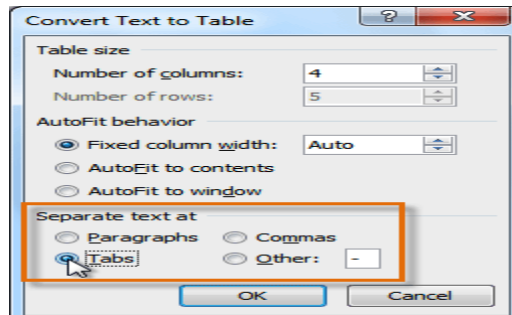 Convert Text to Table
Table size
Number of columns: 4
Number of rows: 5
AutoFit behavior
Fixed column width: Auto
AutoFit to contents
AutoFit to window
Separate text at
Paragraphs Commas
Tabs Other: -
OK Cancel